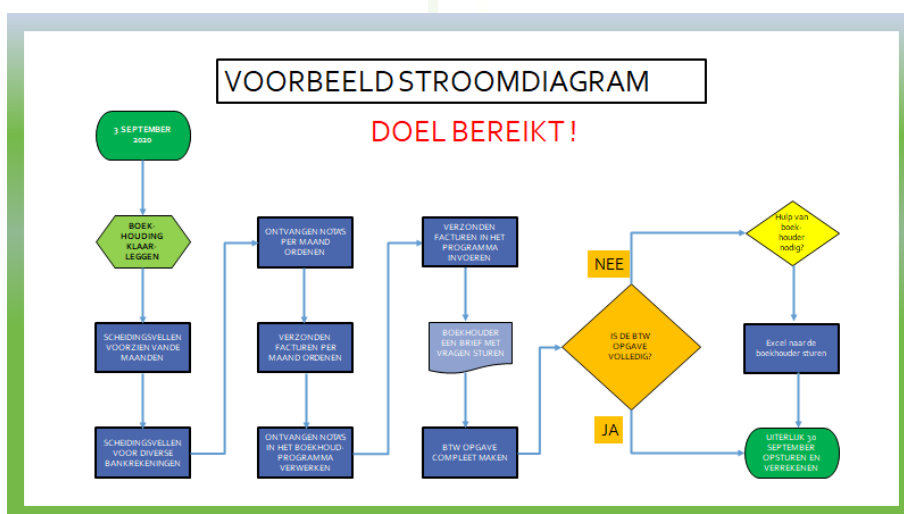 VOORBEELD STROOMDIAGRAM
DOEL BEREIKT !
3 SEPTEMBER
2020
BOEK-
HOUDING
KLAAR-
LEGGEN
SCHEIDINGSVELLEN
VOORZIEN VANDE
MAANDEN
SCHEIDINGSVELLEN
VOOR DIVERSE
BANKREKENINGEN
ONTVANGEN NOTAS
PER MAAND
ORDENEN
VERZONDEN
FACTUREN PER
MAAND ORDENEN
ONTVANGEN NOTAS
IN HET BOEKHOUD-
PROGRAMMA
VERWERKEN
VERZONDEN
FACTUREN IN HET
PROGRAMMA
INVOEREN
BOEKHOUDER
EEN BRIEF MET
VRAGEN STUREN
BTW OPGAVE
COMPLEET MAKEN
IS DE BTW
OPGAVE
VOLLEDIG?
NEE
JA
Hulp van
boek-
houder
nodig?
Excel naar de
boekhouder sturen
UITERLIJK 30
SEPTEMBER
OPSTUREN EN
VERREKENEN